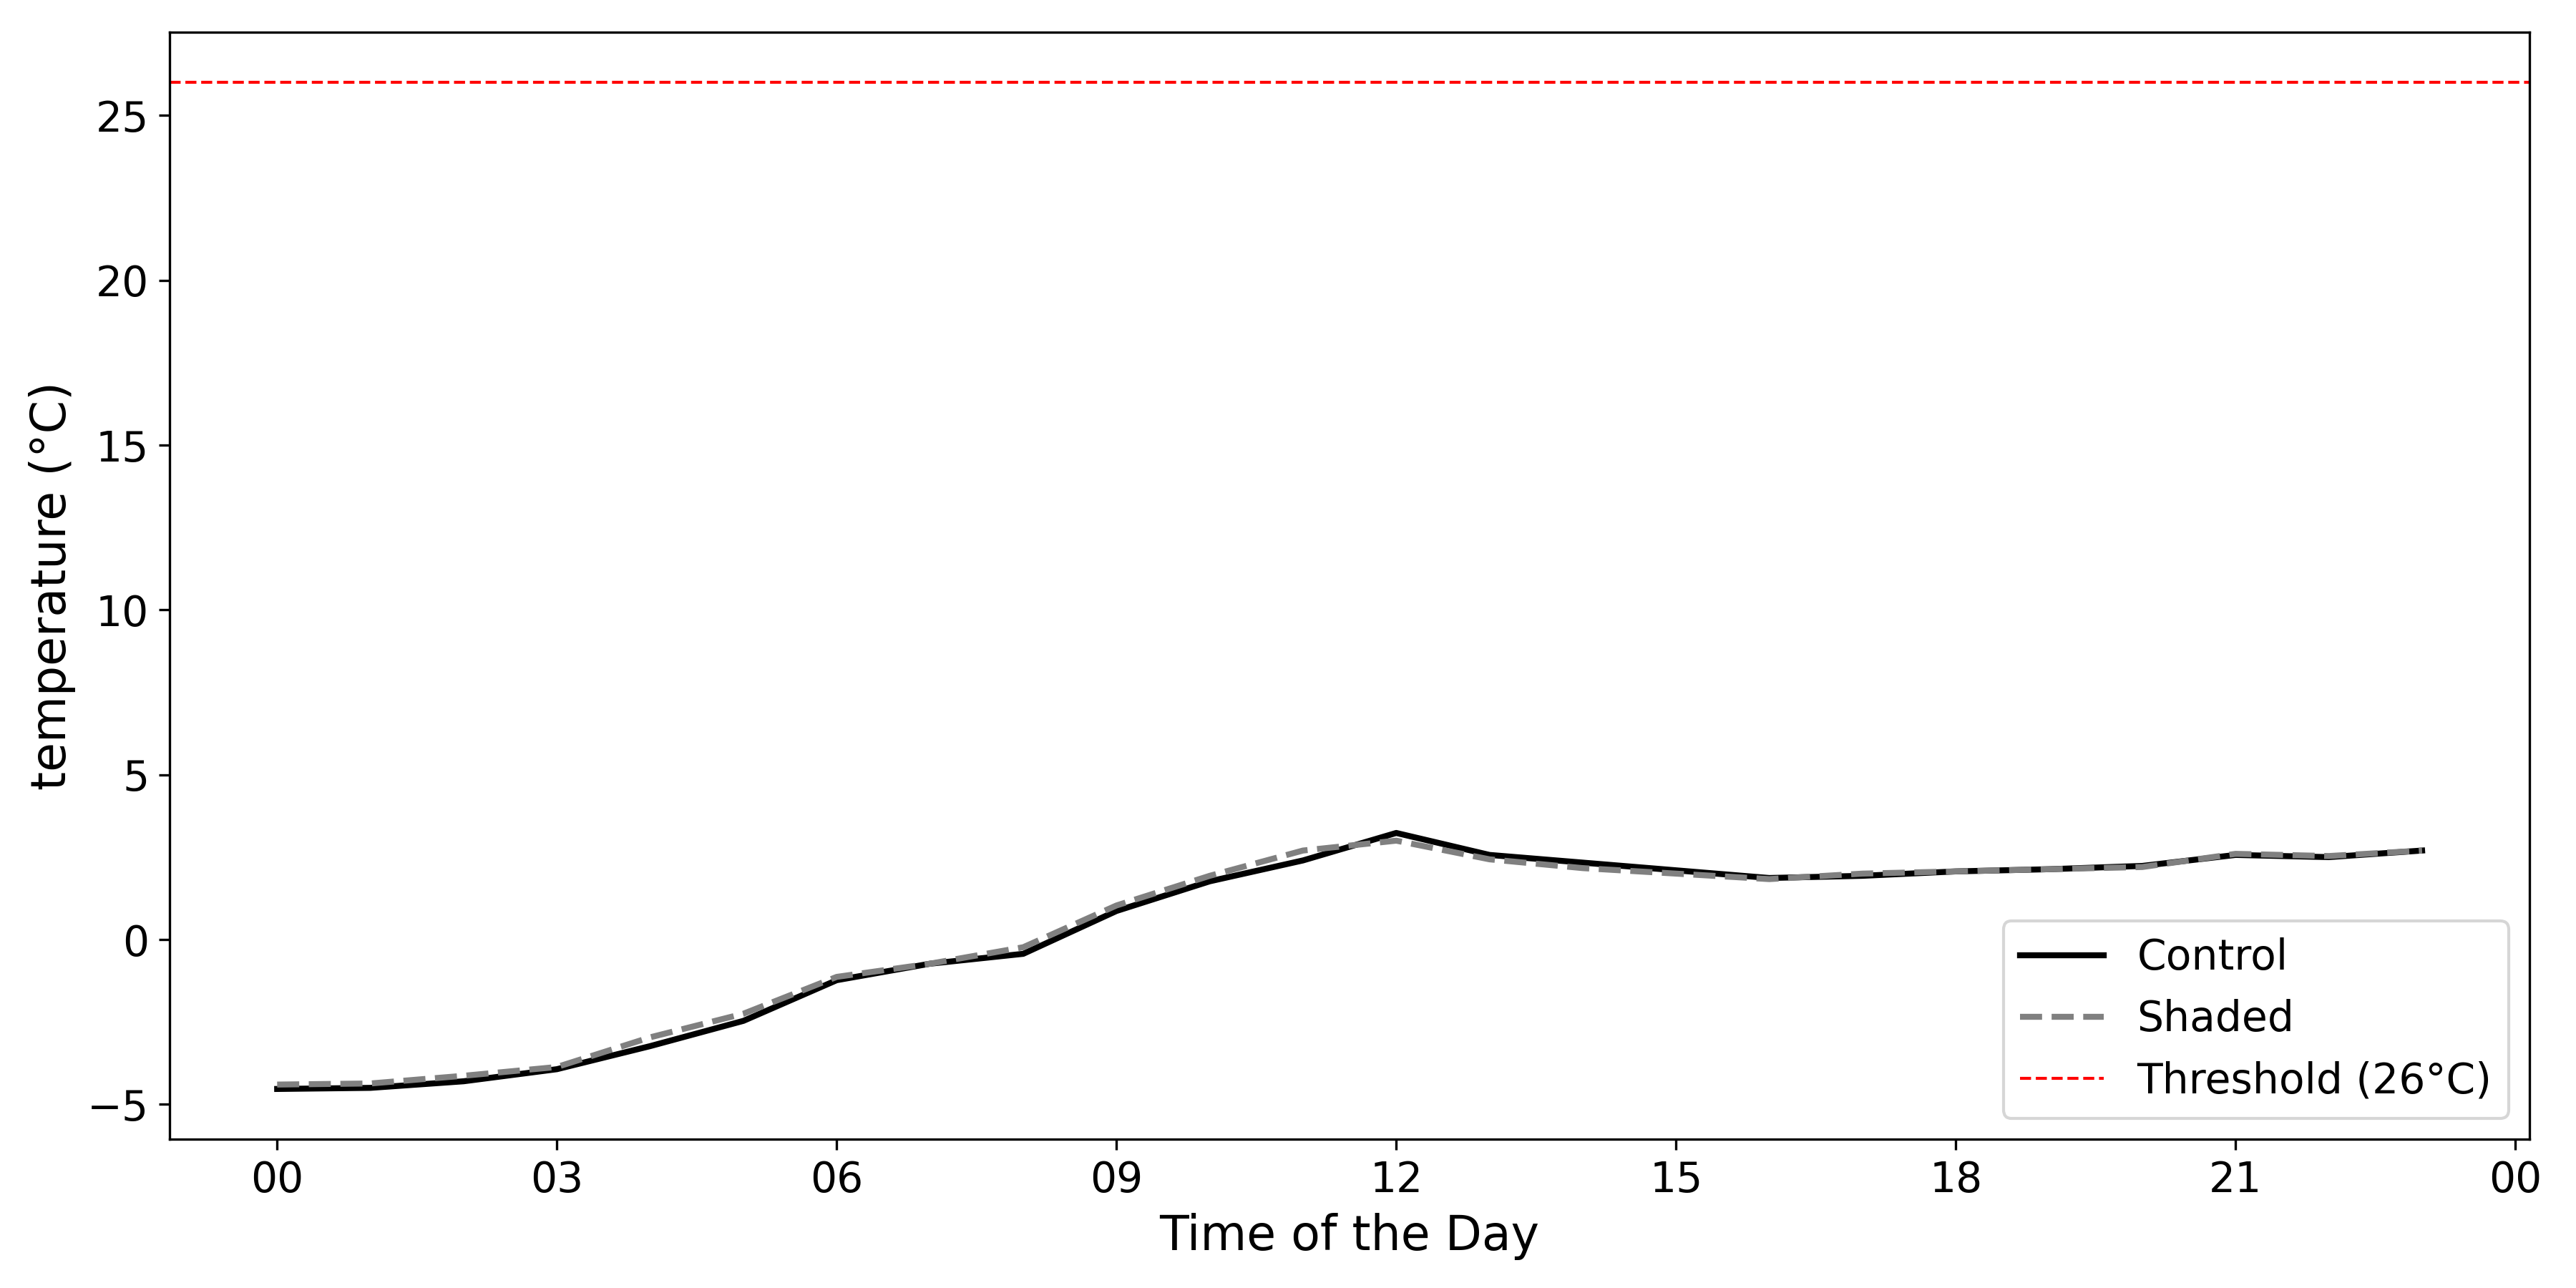 25
20
15
10
5
0
−5
temperature (°C)
00 03 06 09 12 15 18 21 00
Time of the Day
Control
Shaded
Threshold (26°C)